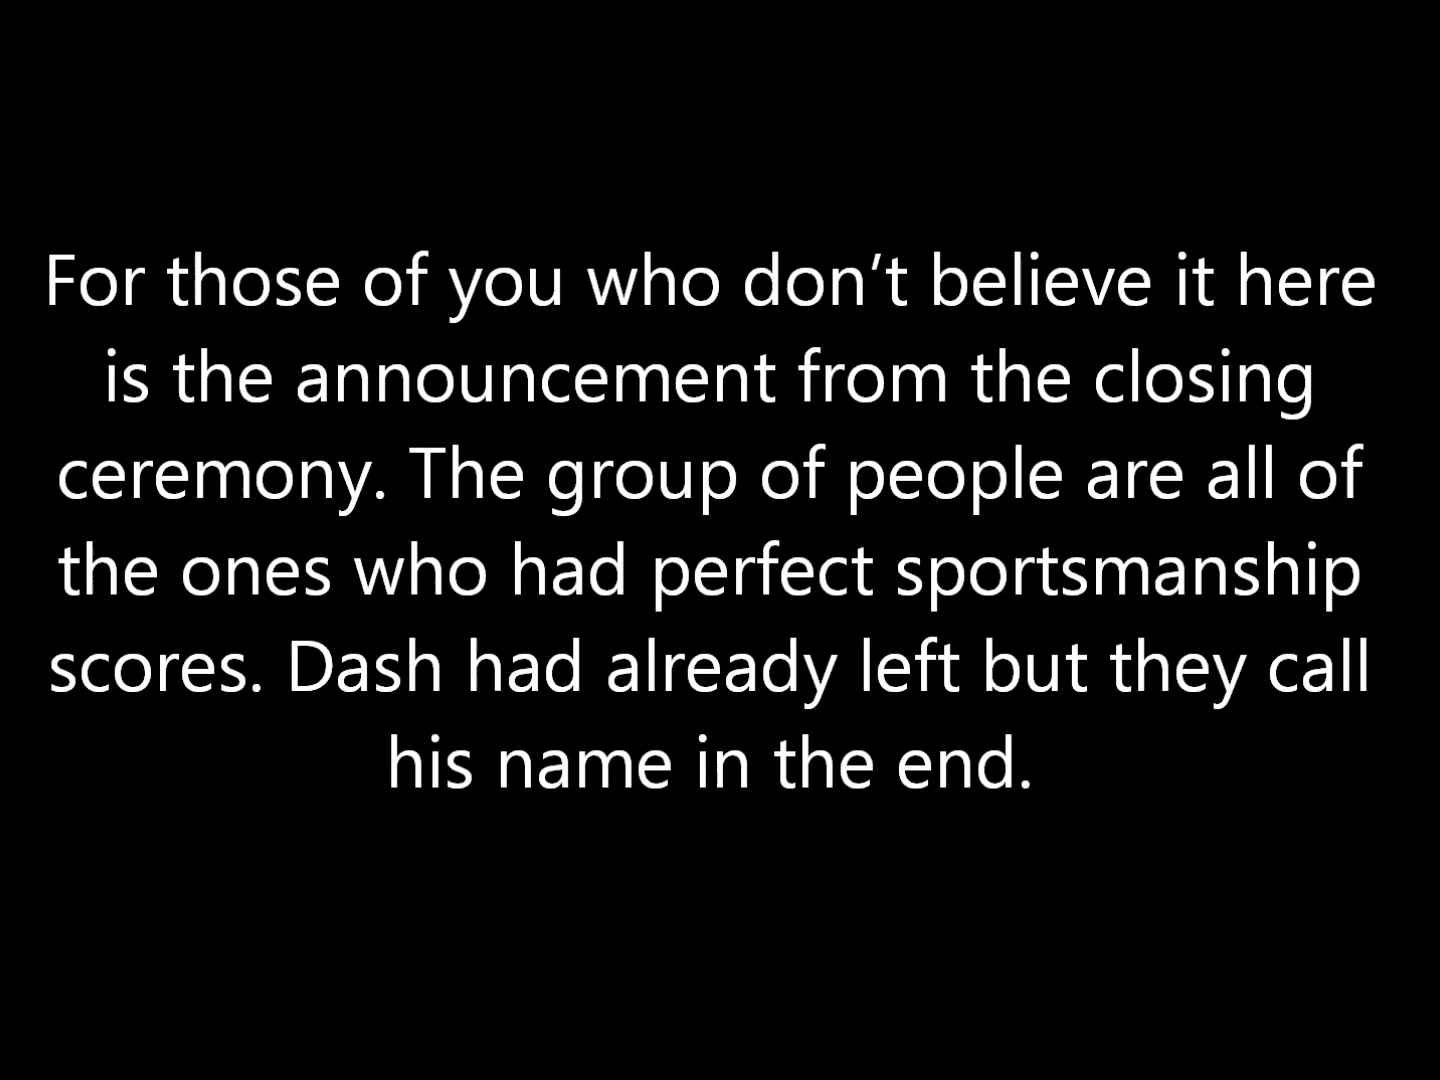 For those of you who don’t believe it here
is the announcement from the closing
ceremony. The group of people are all of
the ones who had perfect sportsmanship
scores. Dash had already left but they call
his name in the end.